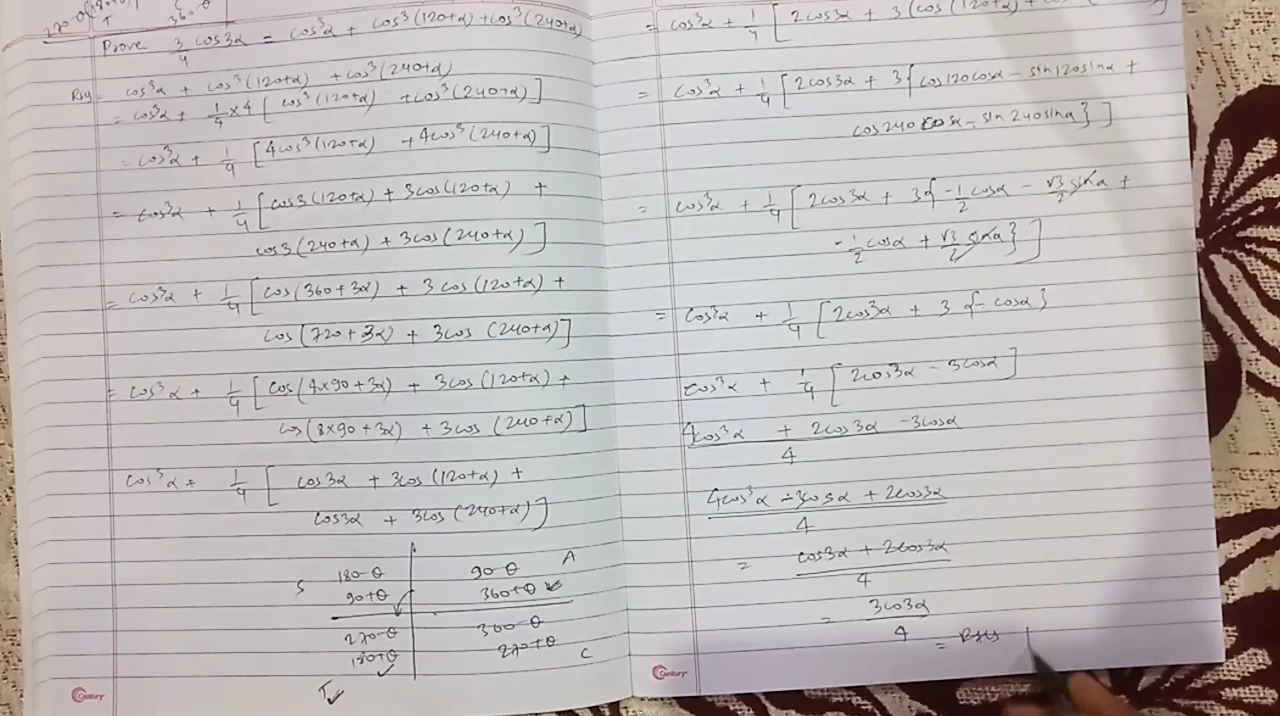 270-θ
360-θ
Prove 3/4 cos3α = cos³α + cos³(120+α) + cos³(240+α)
RHS = cos³α + cos³(120+α) + cos³(240+α)
= cos³α + 1/4 × 4 [ cos³(120+α) + cos³(240+α) ]
= cos³α + 1/4 [ 4cos³(120+α) + 4cos³(240+α) ]
= cos³α + 1/4 [ cos3(120+α) + 3cos(120+α) +
cos3(240+α) + 3cos(240+α) ]
= cos³α + 1/4 [ cos(360+3α) + 3cos(120+α) +
cos(720+3α) + 3cos(240+α) ]
= cos³α + 1/4 [ cos(4×90+3α) + 3cos(120+α) +
cos(8×90+3α) + 3cos(240+α) ]
cos³α + 1/4 [ cos3α + 3cos(120+α) +
cos3α + 3cos(240+α) ]
S 180-θ 90-θ A
90+θ 360+θ
270-θ 360-θ
180+θ 270+θ C
T
Century
= cos³α + 1/4 [ 2cos3α + 3(cos(120+α) +
= cos³α + 1/4 [ 2cos3α + 3{ cos120cosα - sin120sinα +
cos240cosα - sin240sinα } ]
= cos³α + 1/4 [ 2cos3α + 3{ -1/2 cosα - √3/2 sinα +
-1/2 cosα + √3/2 sinα } ]
= cos³α + 1/4 [ 2cos3α + 3 {- cosα }
cos³α + 1/4 [ 2cos3α - 3cosα ]
4cos³α + 2cos3α - 3cosα / 4
4cos³α - 3cosα + 2cos3α / 4
= cos3α + 2cos3α / 4
= 3cos3α / 4
= RHS
Century